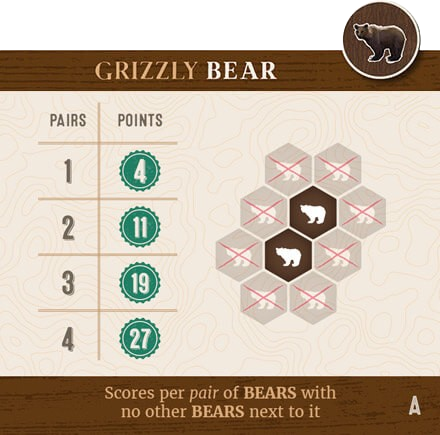 GRIZZLY BEAR
PAIRS POINTS
1 4
2 11
3 19
4 27
Scores per pair of BEARS with
no other BEARS next to it
A